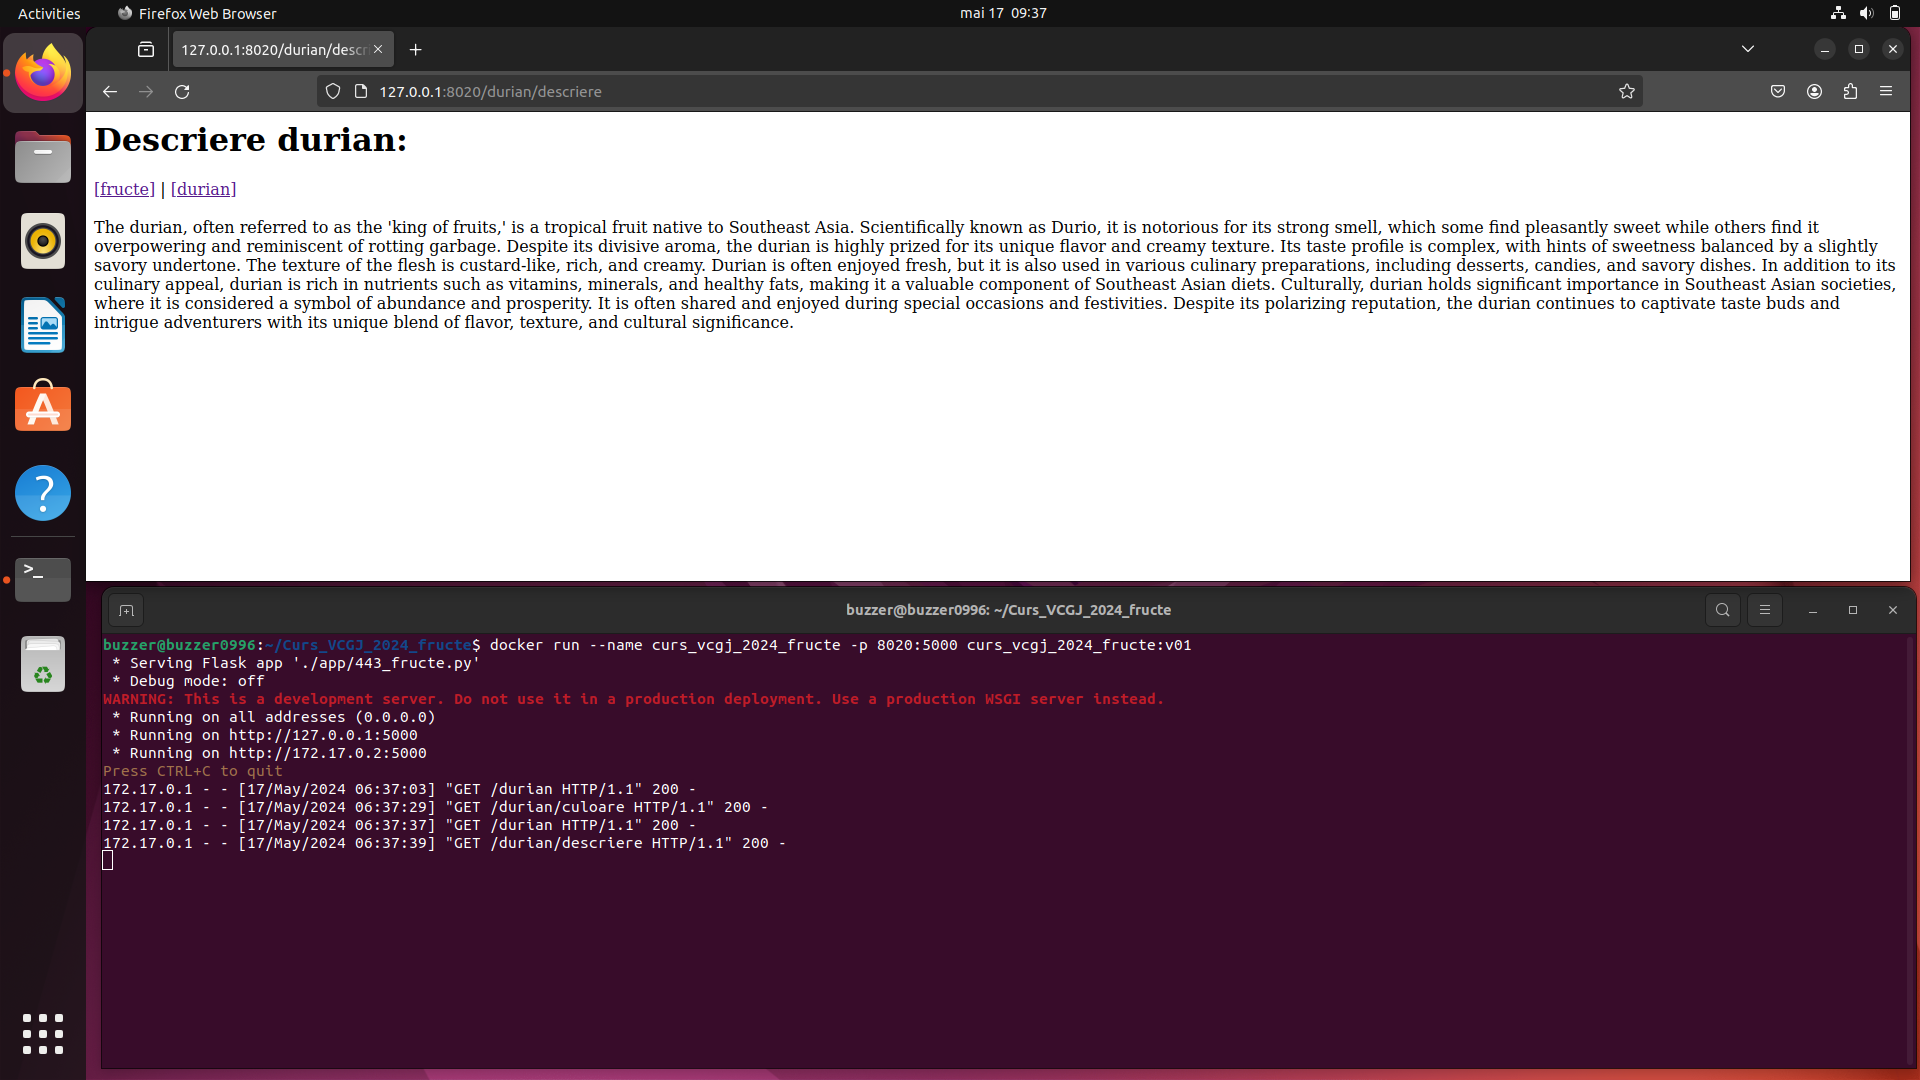 Activities
Firefox Web Browser
mai 17 09:37
127.0.0.1:8020/durian/descr
127.0.0.1:8020/durian/descriere
Descriere durian:
[fructe] | [durian]
The durian, often referred to as the 'king of fruits,' is a tropical fruit native to Southeast Asia. Scientifically known as Durio, it is notorious for its strong smell, which some find pleasantly sweet while others find it
overpowering and reminiscent of rotting garbage. Despite its divisive aroma, the durian is highly prized for its unique flavor and creamy texture. Its taste profile is complex, with hints of sweetness balanced by a slightly
savory undertone. The texture of the flesh is custard-like, rich, and creamy. Durian is often enjoyed fresh, but it is also used in various culinary preparations, including desserts, candies, and savory dishes. In addition to its
culinary appeal, durian is rich in nutrients such as vitamins, minerals, and healthy fats, making it a valuable component of Southeast Asian diets. Culturally, durian holds significant importance in Southeast Asian societies,
where it is considered a symbol of abundance and prosperity. It is often shared and enjoyed during special occasions and festivities. Despite its polarizing reputation, the durian continues to captivate taste buds and
intrigue adventurers with its unique blend of flavor, texture, and cultural significance.
buzzer@buzzer0996: ~/Curs_VCGJ_2024_fructe
buzzer@buzzer0996:~/Curs_VCGJ_2024_fructe$ docker run --name curs_vcgj_2024_fructe -p 8020:5000 curs_vcgj_2024_fructe:v01
* Serving Flask app './app/443_fructe.py'
* Debug mode: off
WARNING: This is a development server. Do not use it in a production deployment. Use a production WSGI server instead.
* Running on all addresses (0.0.0.0)
* Running on http://127.0.0.1:5000
* Running on http://172.17.0.2:5000
Press CTRL+C to quit
172.17.0.1 - - [17/May/2024 06:37:03] "GET /durian HTTP/1.1" 200 -
172.17.0.1 - - [17/May/2024 06:37:29] "GET /durian/culoare HTTP/1.1" 200 -
172.17.0.1 - - [17/May/2024 06:37:37] "GET /durian HTTP/1.1" 200 -
172.17.0.1 - - [17/May/2024 06:37:39] "GET /durian/descriere HTTP/1.1" 200 -